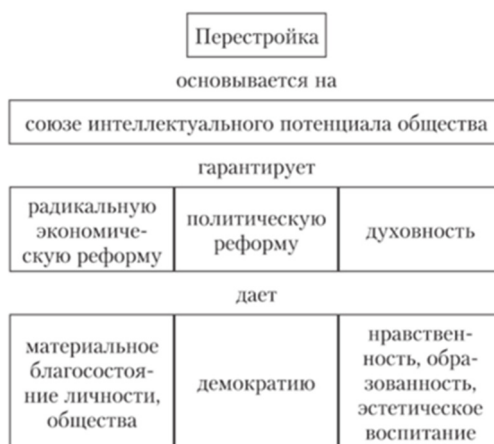 Перестройка
основывается на
союзе интеллектуального потенциала общества
гарантирует
радикальную
экономиче-
скую реформу
политическую
реформу
духовность
дает
материальное
благосостоя-
ние личности,
общества
демократию
нравствен-
ность, обра-
зованность,
эстетическое
воспитание